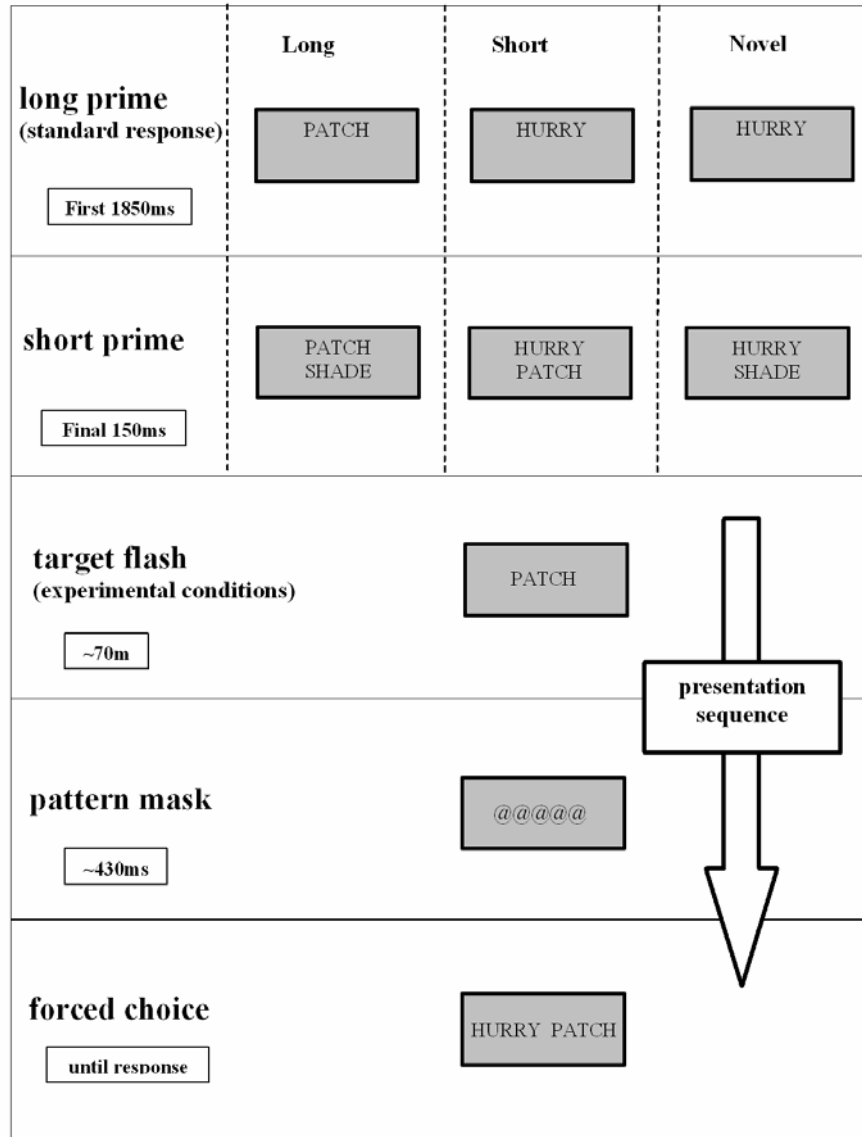 Long Short Novel
long prime
(standard response)
PATCH HURRY HURRY
First 1850ms
short prime
PATCH HURRY HURRY
SHADE PATCH SHADE
Final 150ms
target flash
(experimental conditions)
PATCH
~70m
presentation
sequence
pattern mask
@@@@@
~430ms
forced choice
HURRY PATCH
until response